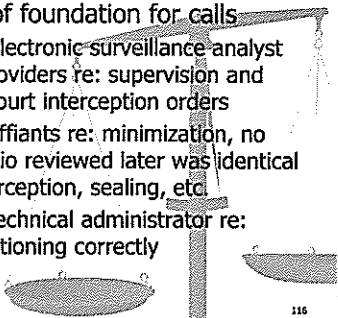 of foundation for calls
lectronic surveillance analyst
oviders re: supervision and
ourt interception orders
ffiants re: minimization, no
io reviewed later was identical
rception, sealing, etc.
echnical administrator re:
tioning correctly
116